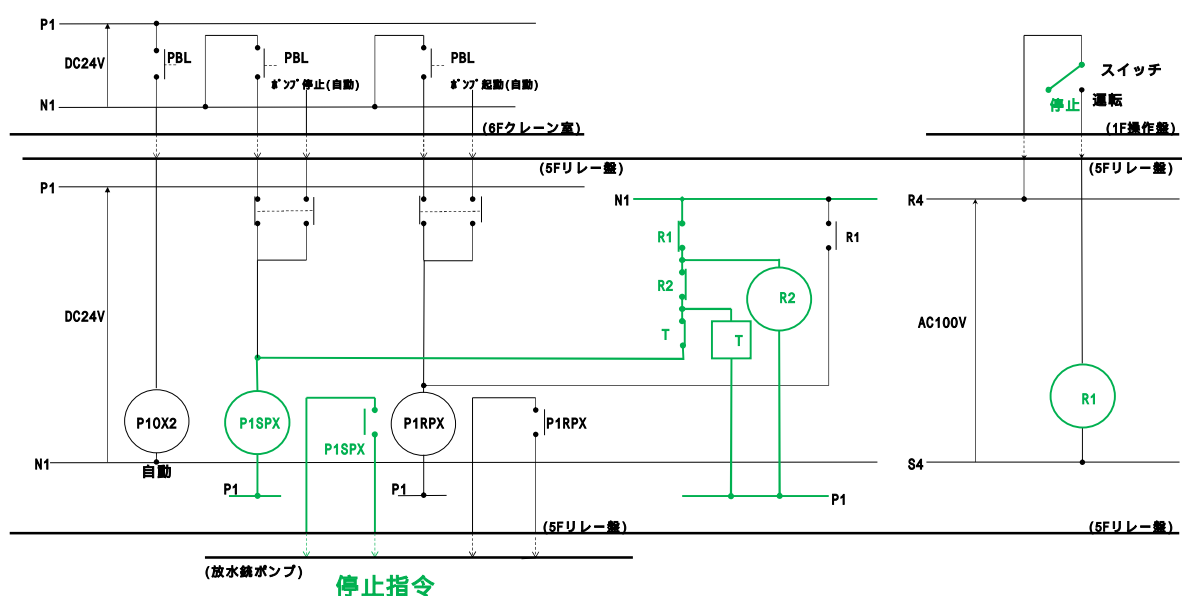 P1
DC24V
PBL
PBL
ポンプ停止(自動)
PBL
ポンプ起動(自動)
N1
(6Fクレーン室)
スイッチ
停止
運転
(1F操作盤)
(5Fリレー盤)
(5Fリレー盤)
P1
N1
R1
R1
R2
R2
T
T
R4
DC24V
AC100V
R1
P10X2
P1SPX
P1SPX
P1RPX
P1RPX
N1
自動
S4
P1
P1
(5Fリレー盤)
(5Fリレー盤)
(放水銃ポンプ)
停止指令